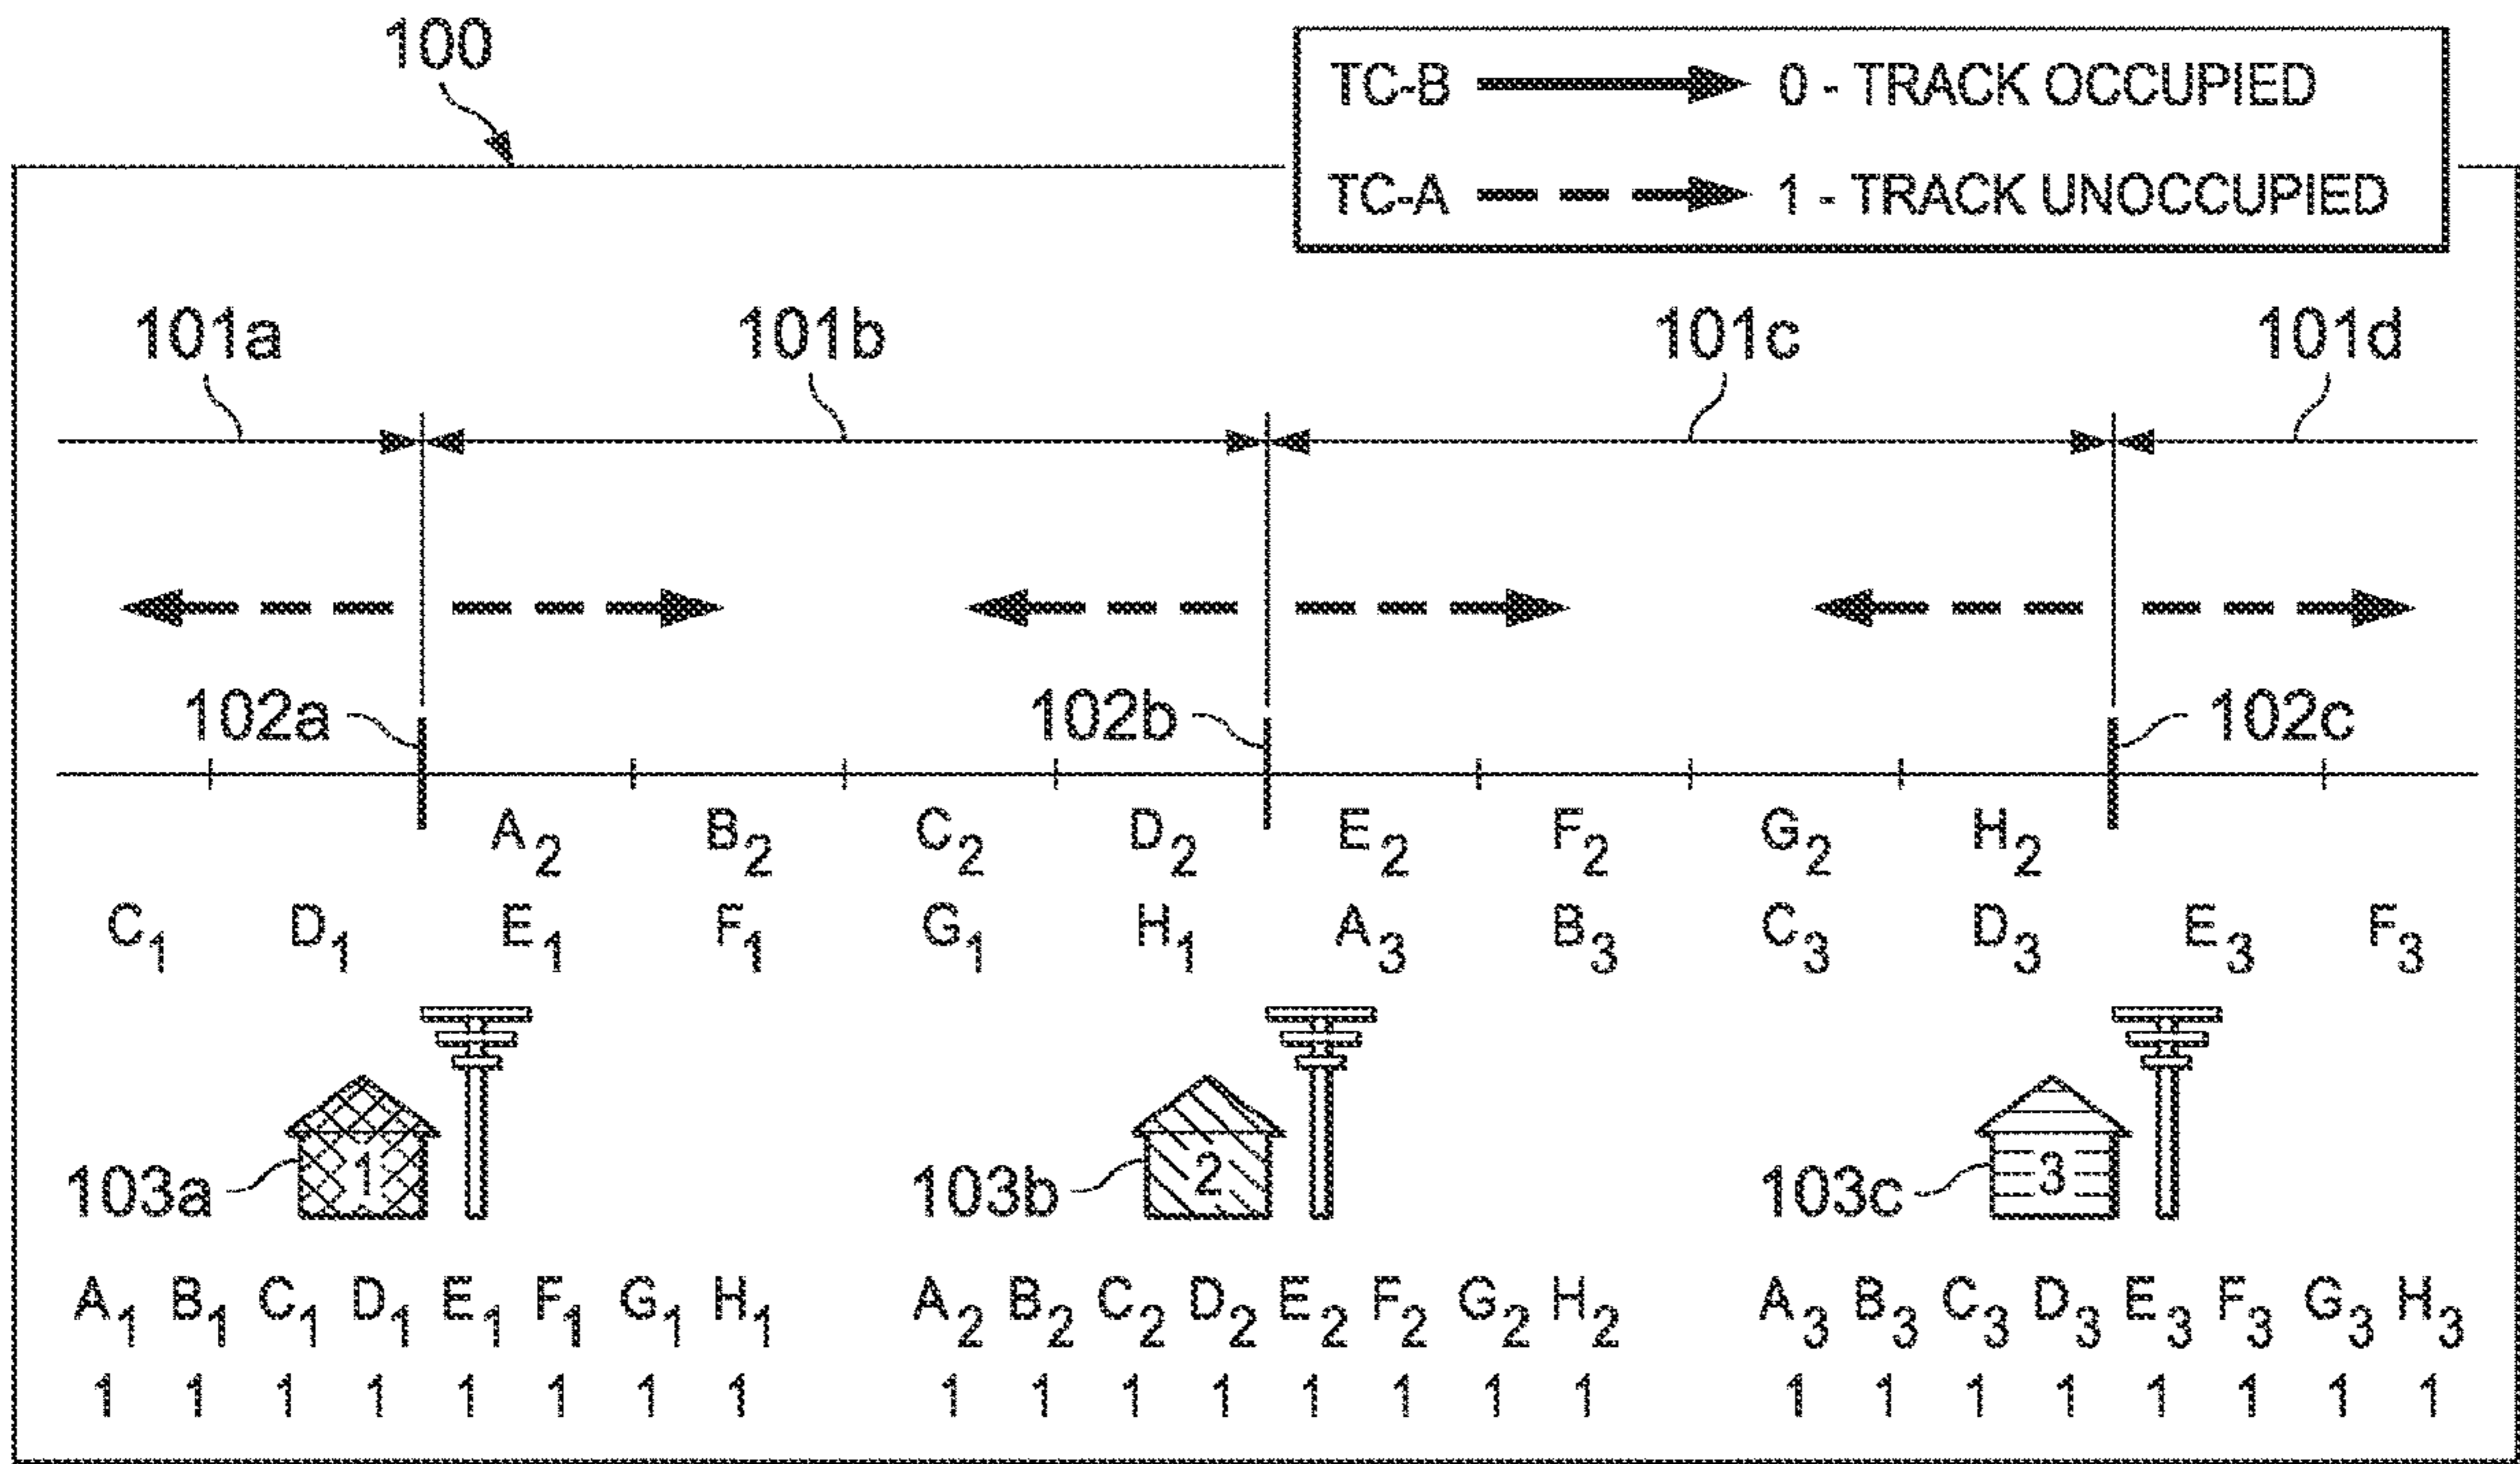 100
TC-B 0 - TRACK OCCUPIED
TC-A 1 - TRACK UNOCCUPIED
101a 101b 101c 101d
102a 102b 102c
A2 B2 C2 D2 E2 F2 G2 H2
C1 D1 E1 F1 G1 H1 A3 B3 C3 D3 E3 F3
103a 1 103b 2 103c 3
A1 B1 C1 D1 E1 F1 G1 H1 A2 B2 C2 D2 E2 F2 G2 H2 A3 B3 C3 D3 E3 F3 G3 H3
1 1 1 1 1 1 1 1 1 1 1 1 1 1 1 1 1 1 1 1 1 1 1 1